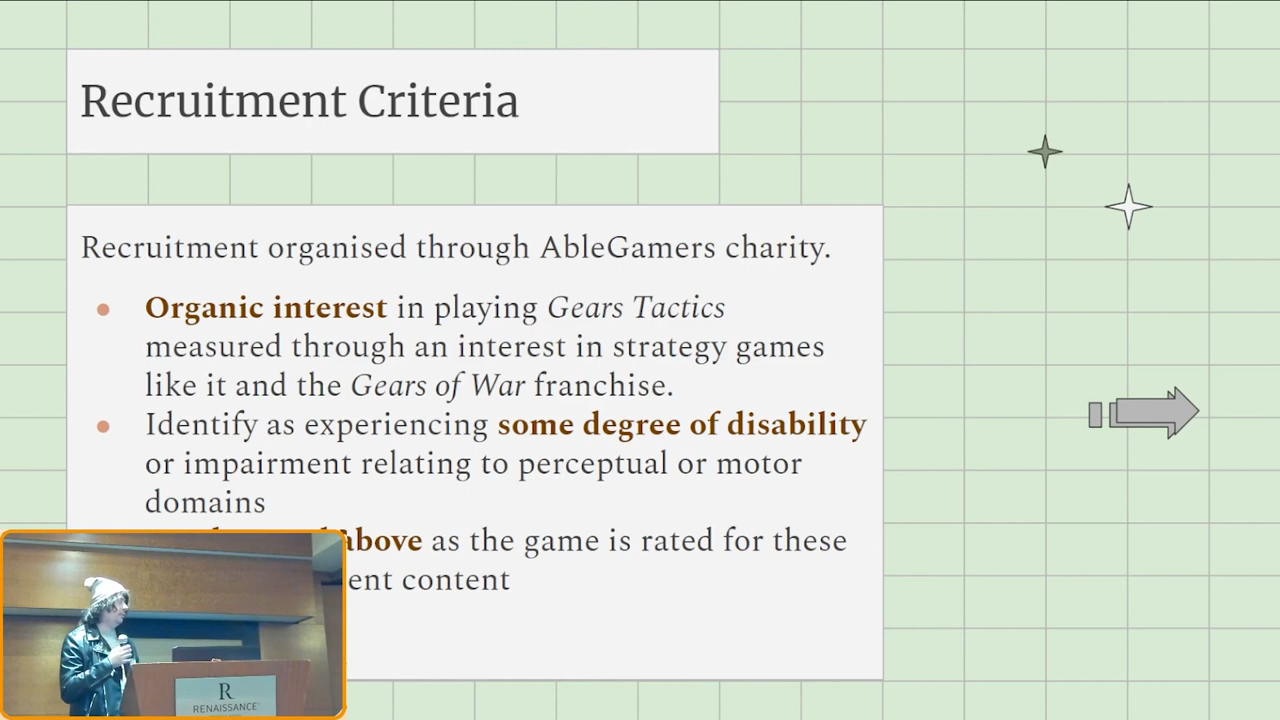 Recruitment Criteria
Recruitment organised through AbleGamers charity.
Organic interest in playing Gears Tactics
measured through an interest in strategy games
like it and the Gears of War franchise.
Identify as experiencing some degree of disability
or impairment relating to perceptual or motor
domains
above as the game is rated for these
content
R
RENAISSANCE